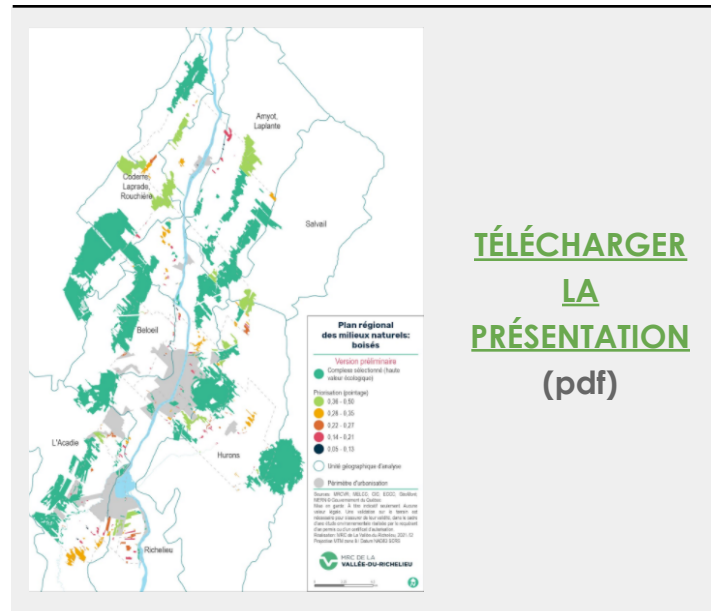 Amyot,
Laplante
Coderre,
Laprade,
Rouchière
Salvail
Beloeil
L'Acadie
Hurons
Richelieu
Plan régional
des milieux naturels:
boisés
Version préliminaire
Complexe sélectionné (haute
valeur écologique)
Priorisation (pointage)
0,36 - 0,50
0,28 - 0,35
0,22 - 0,27
0,14 - 0,21
0,05 - 0,13
Unité géographique d'analyse
Périmètre d'urbanisation
MRC DE LA
VALLÉE-DU-RICHELIEU
TÉLÉCHARGER
LA
PRÉSENTATION
(pdf)